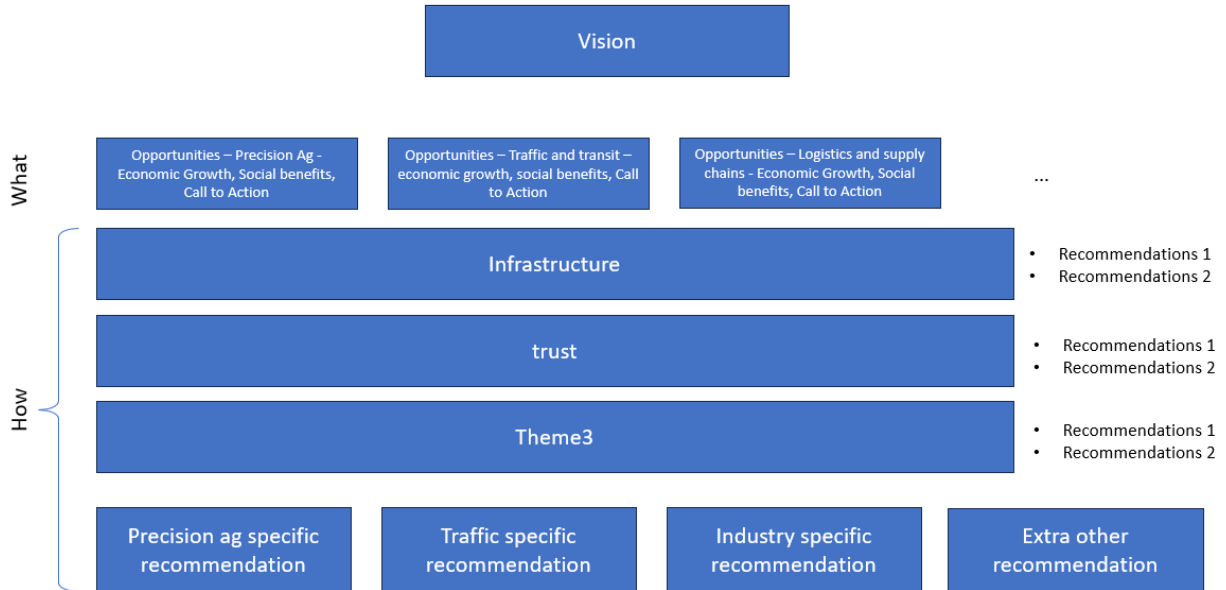 Vision
What
Opportunities – Precision Ag -
Economic Growth, Social benefits,
Call to Action
Opportunities – Traffic and transit –
economic growth, social benefits, Call
to Action
Opportunities – Logistics and supply
chains - Economic Growth, Social
benefits, Call to Action
...
How
Infrastructure
• Recommendations 1
• Recommendations 2
trust
• Recommendations 1
• Recommendations 2
Theme3
• Recommendations 1
• Recommendations 2
Precision ag specific
recommendation
Traffic specific
recommendation
Industry specific
recommendation
Extra other
recommendation